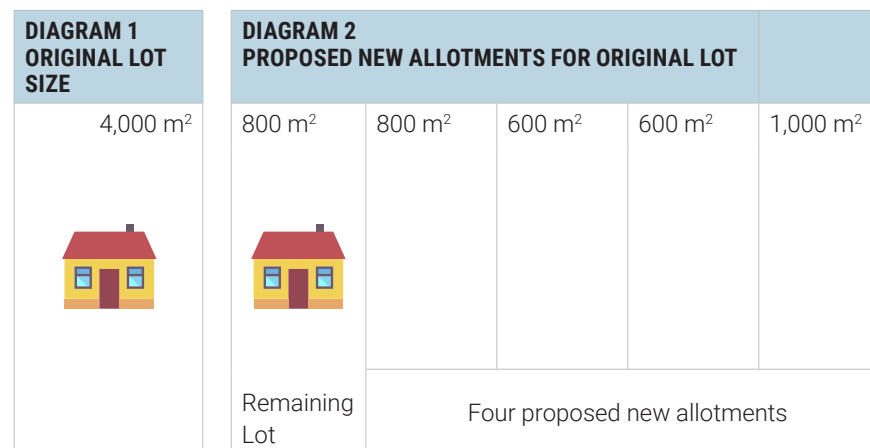 DIAGRAM 1
ORIGINAL LOT
SIZE
4,000 m²
DIAGRAM 2
PROPOSED NEW ALLOTMENTS FOR ORIGINAL LOT
800 m²
800 m²
600 m²
600 m²
1,000 m²
Remaining
Lot
Four proposed new allotments